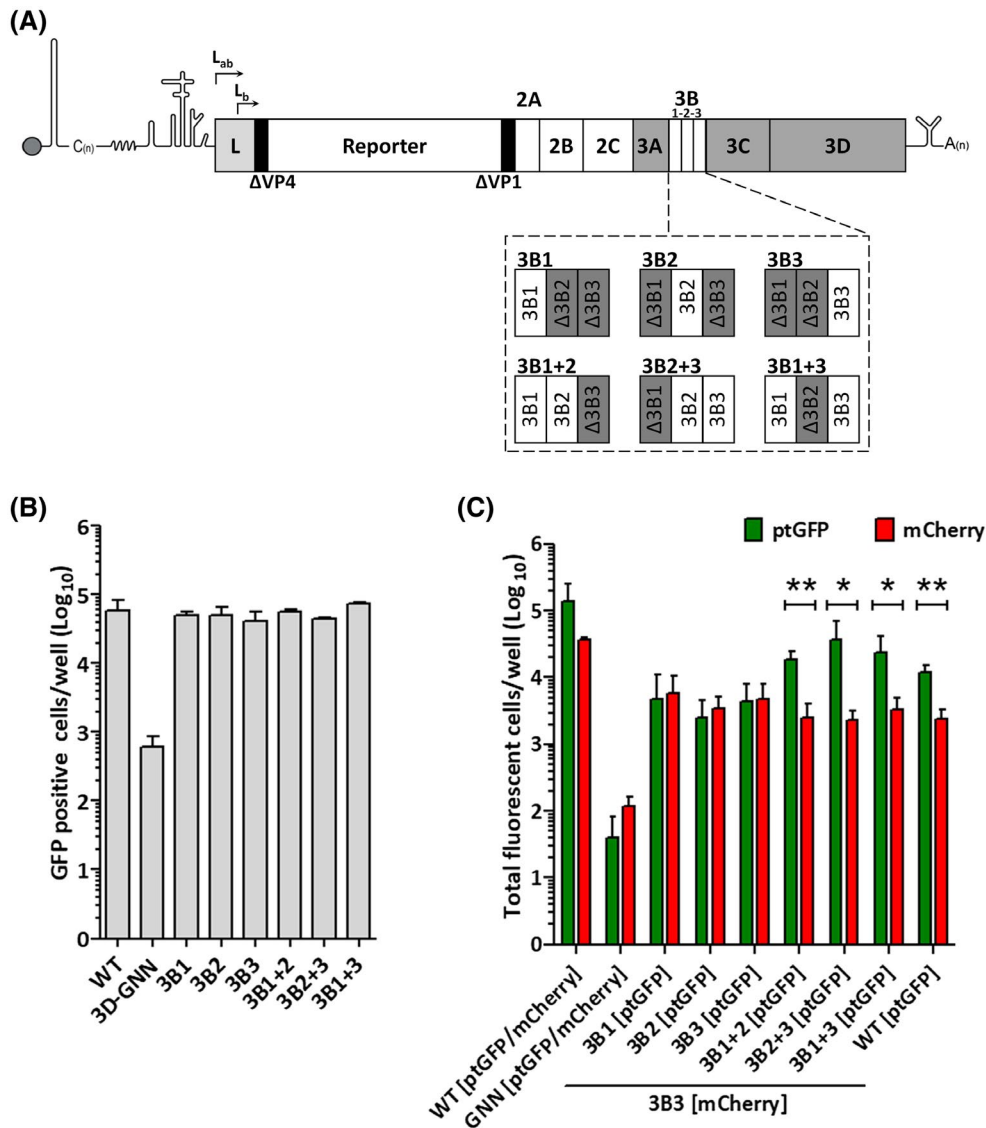 (A)
Lab
Lb
C(n)
L
Reporter
2A
2B
2C
3A
3B
1-2-3
3C
3D
A(n)
ΔVP4
ΔVP1
3B1
3B2
3B3
3B1 Δ3B2 Δ3B3
Δ3B1 3B2 Δ3B3
Δ3B1 Δ3B2 3B3
3B1+2
3B2+3
3B1+3
3B1 3B2 Δ3B3
Δ3B1 3B2 3B3
3B1 Δ3B2 3B3
(B)
GFP positive cells/well (Log10)
6
5
4
3
2
1
0
WT
3D-GNN
3B1
3B2
3B3
3B1+2
3B2+3
3B1+3
(C)
ptGFP
mCherry
Total fluorescent cells/well (Log10)
6
5
4
3
2
1
0
**
*
*
**
WT [ptGFP/mCherry]
GNN [ptGFP/mCherry]
3B1 [ptGFP]
3B2 [ptGFP]
3B3 [ptGFP]
3B1+2 [ptGFP]
3B2+3 [ptGFP]
3B1+3 [ptGFP]
WT [ptGFP]
3B3 [mCherry]